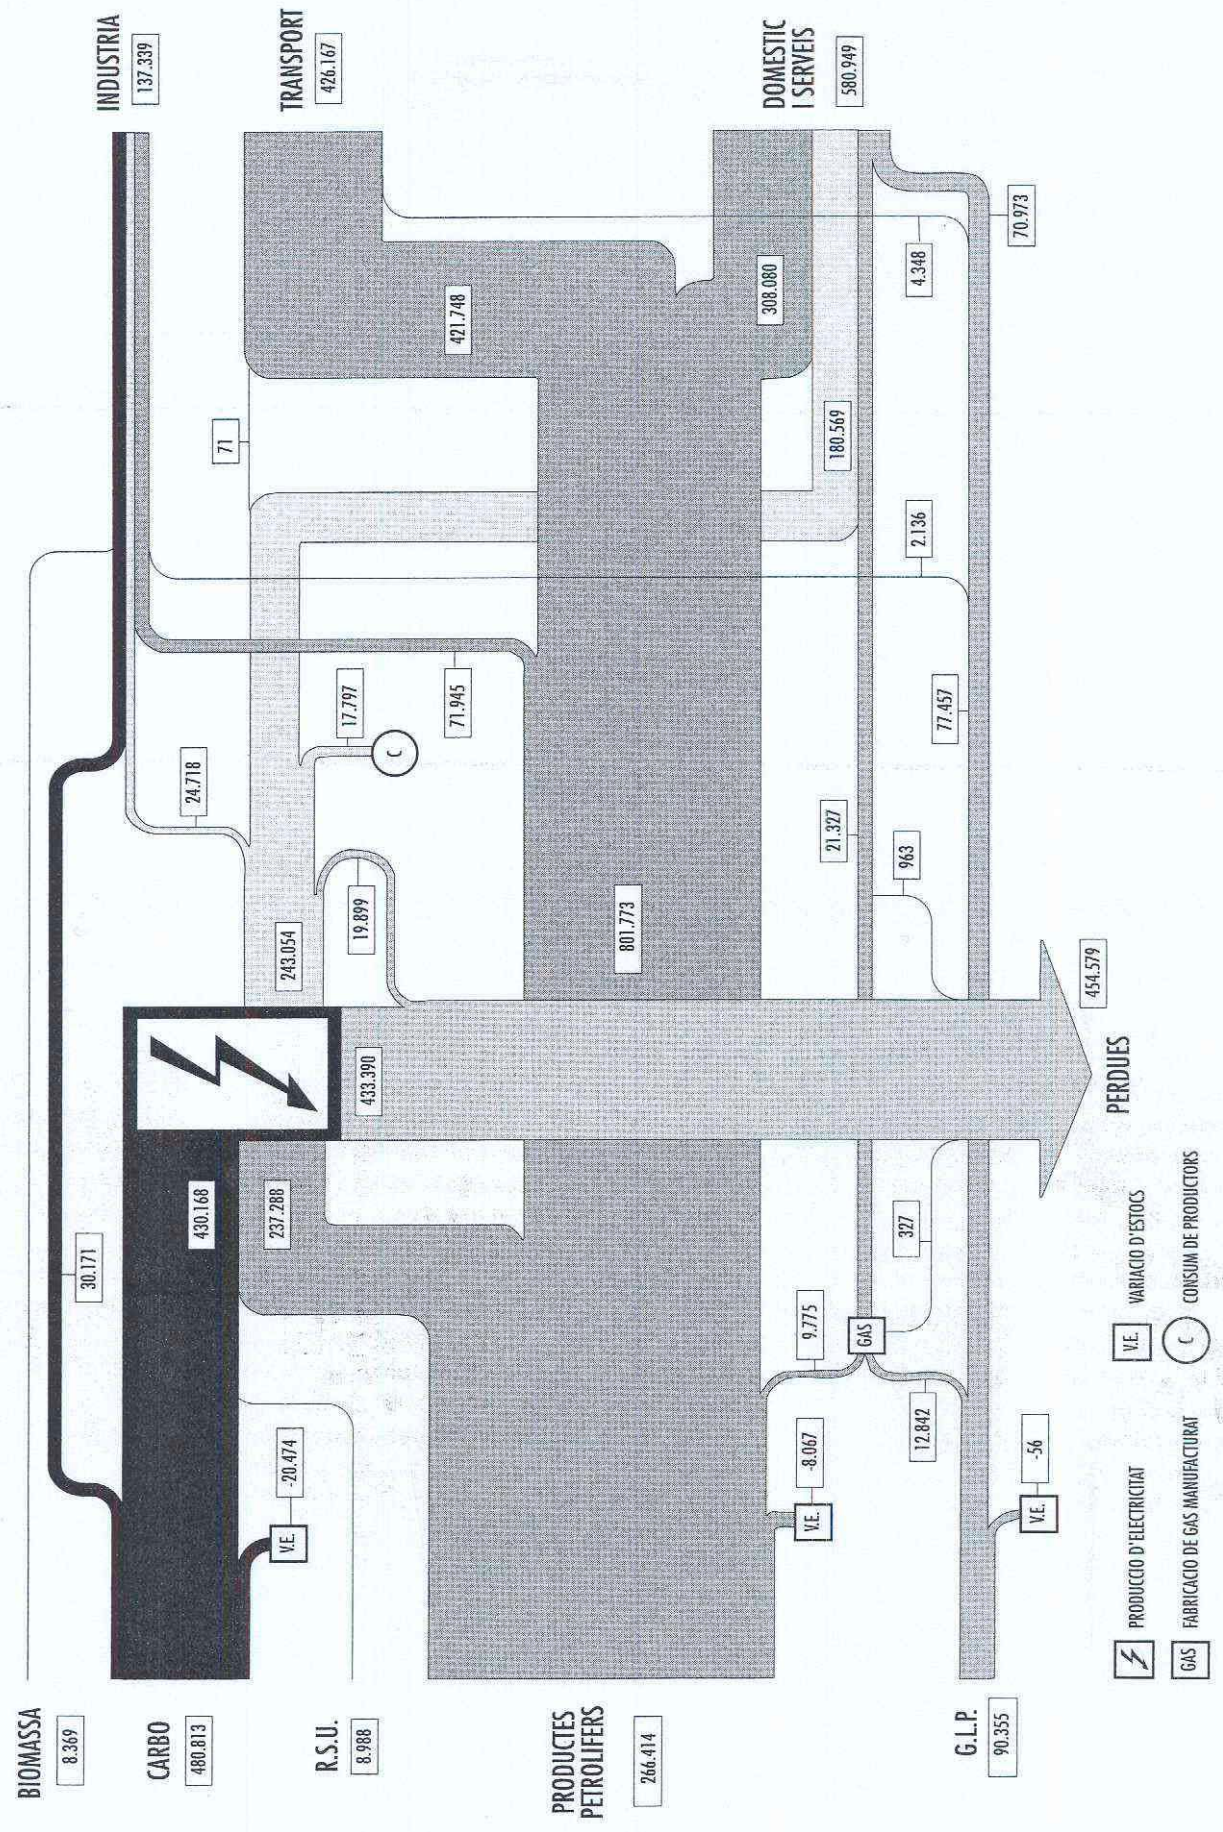 BIOMASSA
8.369
30.171
INDUSTRIA
137.339
CARBO
480.813
430.168
24.718
71
-20.474
V.E.
237.288
243.054
TRANSPORT
426.167
R.S.U.
8.988
433.390
19.899
17.797
C
71.945
421.748
PRODUCTES
PETROLIFERS
266.414
801.773
DOMESTIC
I SERVEIS
580.949
308.080
-8.067
V.E.
9.775
21.327
180.569
GAS
12.842
327
963
2.136
4.348
77.457
G.L.P.
90.355
70.973
-56
V.E.
454.579
PERDUES
PRODUCCIO D'ELECTRICITAT
V.E.
VARIACIO D'ESTOCS
GAS
FABRICACIO DE GAS MANUFACTURAT
C
CONSUM DE PRODUCTORS